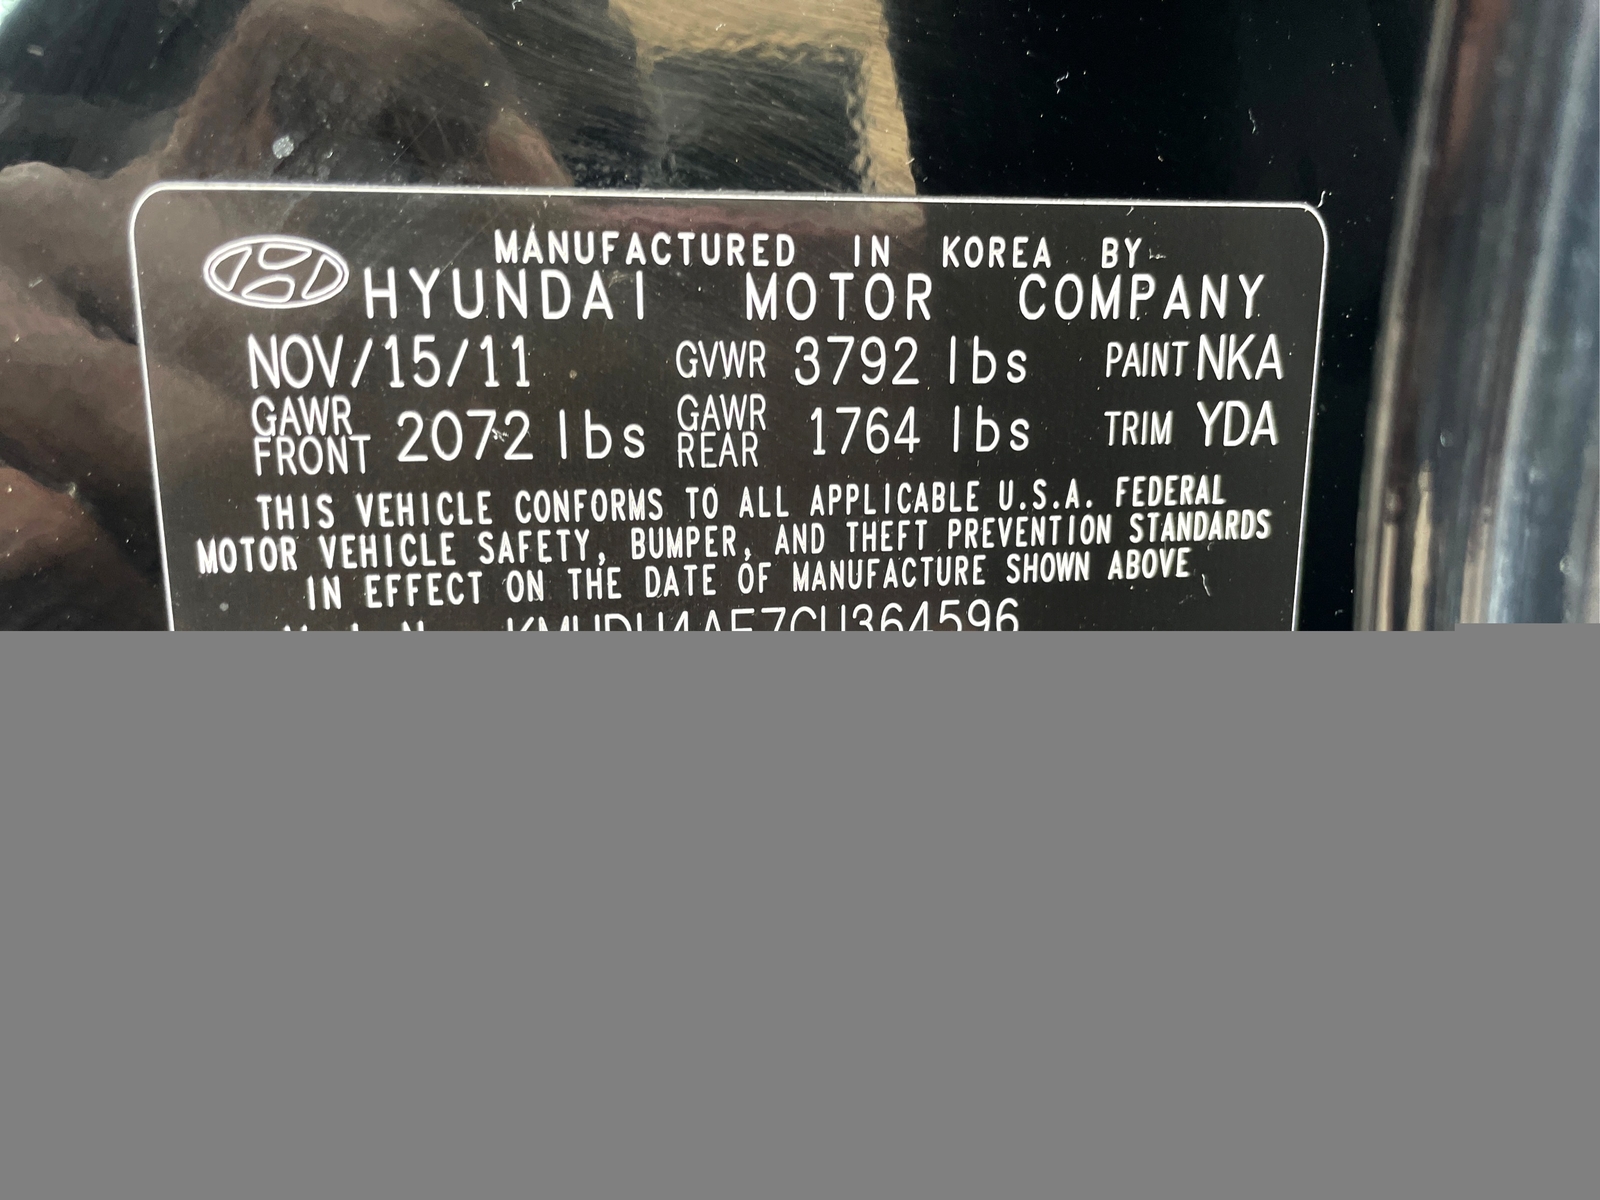 MANUFACTURED IN KOREA BY
HYUNDAI MOTOR COMPANY
NOV/15/11 GVWR 3792 lbs PAINT NKA
GAWR FRONT 2072 lbs GAWR REAR 1764 lbs TRIM YDA
THIS VEHICLE CONFORMS TO ALL APPLICABLE U.S.A. FEDERAL
MOTOR VEHICLE SAFETY, BUMPER, AND THEFT PREVENTION STANDARDS
IN EFFECT ON THE DATE OF MANUFACTURE SHOWN ABOVE